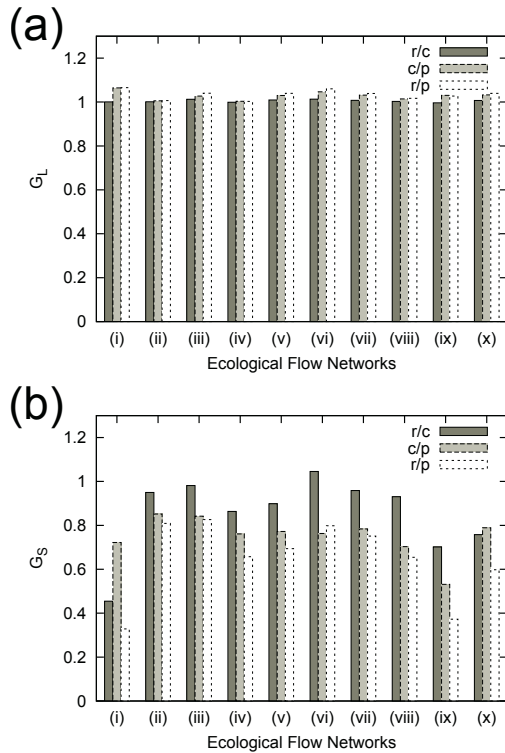 (a)
1.2
1
0.8
0.6
0.4
0.2
0
G_L
r/c
c/p
r/p
(i) (ii) (iii) (iv) (v) (vi) (vii) (viii) (ix) (x)
Ecological Flow Networks
(b)
1.2
1
0.8
0.6
0.4
0.2
0
G_S
r/c
c/p
r/p
(i) (ii) (iii) (iv) (v) (vi) (vii) (viii) (ix) (x)
Ecological Flow Networks